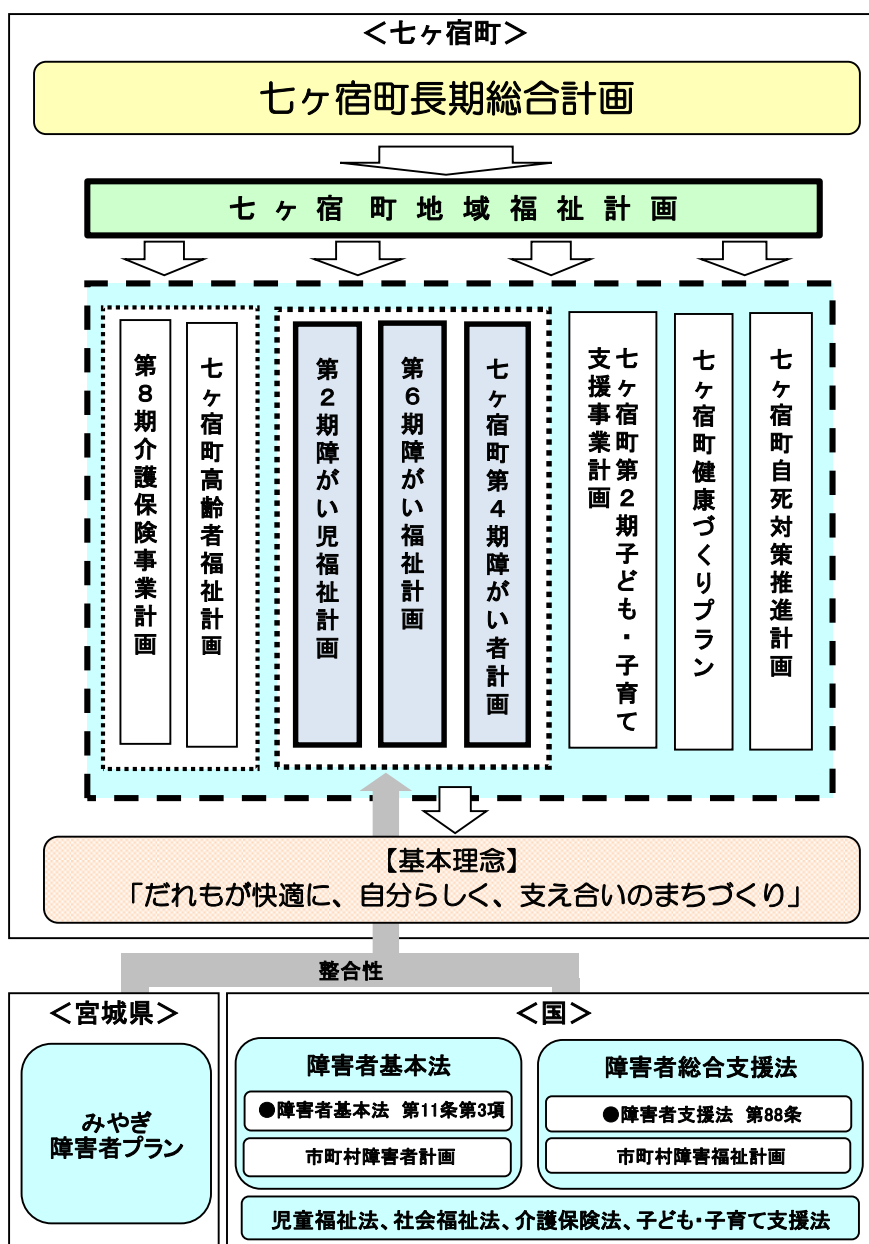 ＜七ヶ宿町＞
七ヶ宿町長期総合計画
七ヶ宿町地域福祉計画
第８期介護保険事業計画
七ヶ宿町高齢者福祉計画
第２期障がい児福祉計画
第６期障がい福祉計画
七ヶ宿町第４期障がい者計画
七ヶ宿町第２期子ども・子育て
支援事業計画
七ヶ宿町健康づくりプラン
七ヶ宿町自死対策推進計画
【基本理念】
「だれもが快適に、自分らしく、支え合いのまちづくり」
整合性
＜宮城県＞
みやぎ
障害者プラン
＜国＞
障害者基本法
●障害者基本法 第11条第3項
市町村障害者計画
障害者総合支援法
●障害者支援法 第88条
市町村障害福祉計画
児童福祉法、社会福祉法、介護保険法、子ども・子育て支援法